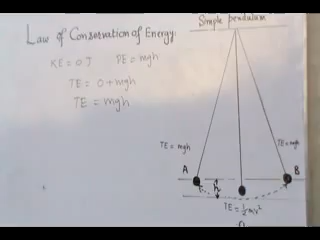 Law of Conservation of Energy:
Simple pendulum
KE = 0 J PE = mgh
TE = 0 + mgh
TE = mgh
TE = mgh
TE = mgh
A
B
h
TE = ½mv²